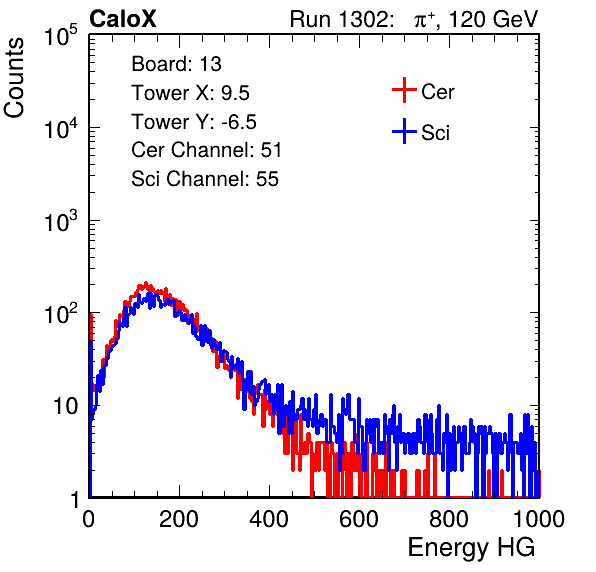 CaloX Run 1302: π⁺, 120 GeV
Board: 13
Tower X: 9.5
Tower Y: -6.5
Cer Channel: 51
Sci Channel: 55
Cer
Sci
Counts
10⁵
10⁴
10³
10²
10
1
0 200 400 600 800 1000
Energy HG